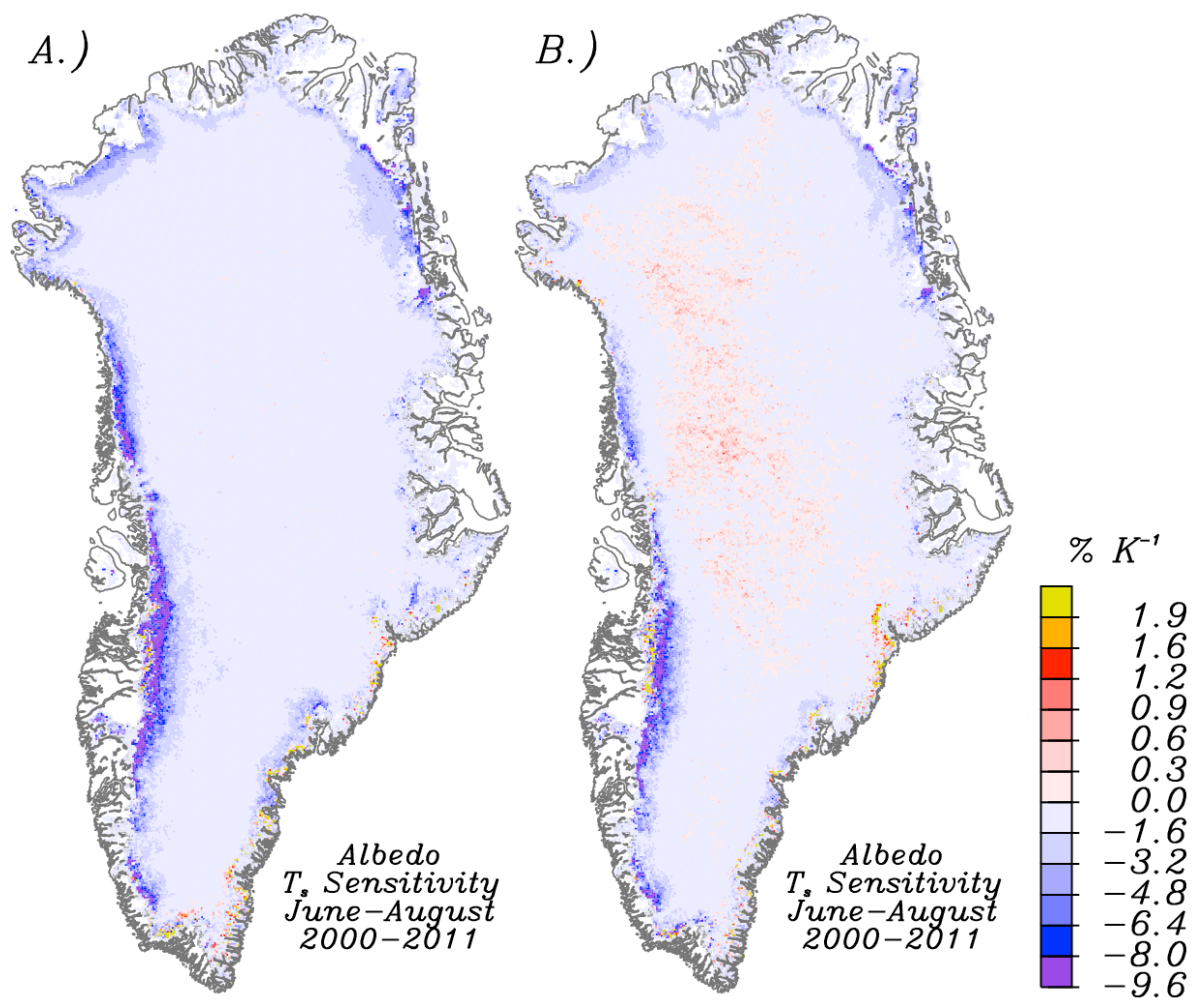 A.)
B.)
% K⁻¹
1.9
1.6
1.2
0.9
0.6
0.3
0.0
−1.6
−3.2
−4.8
−6.4
−8.0
−9.6
Albedo
Tₛ Sensitivity
June−August
2000−2011
Albedo
Tₛ Sensitivity
June−August
2000−2011